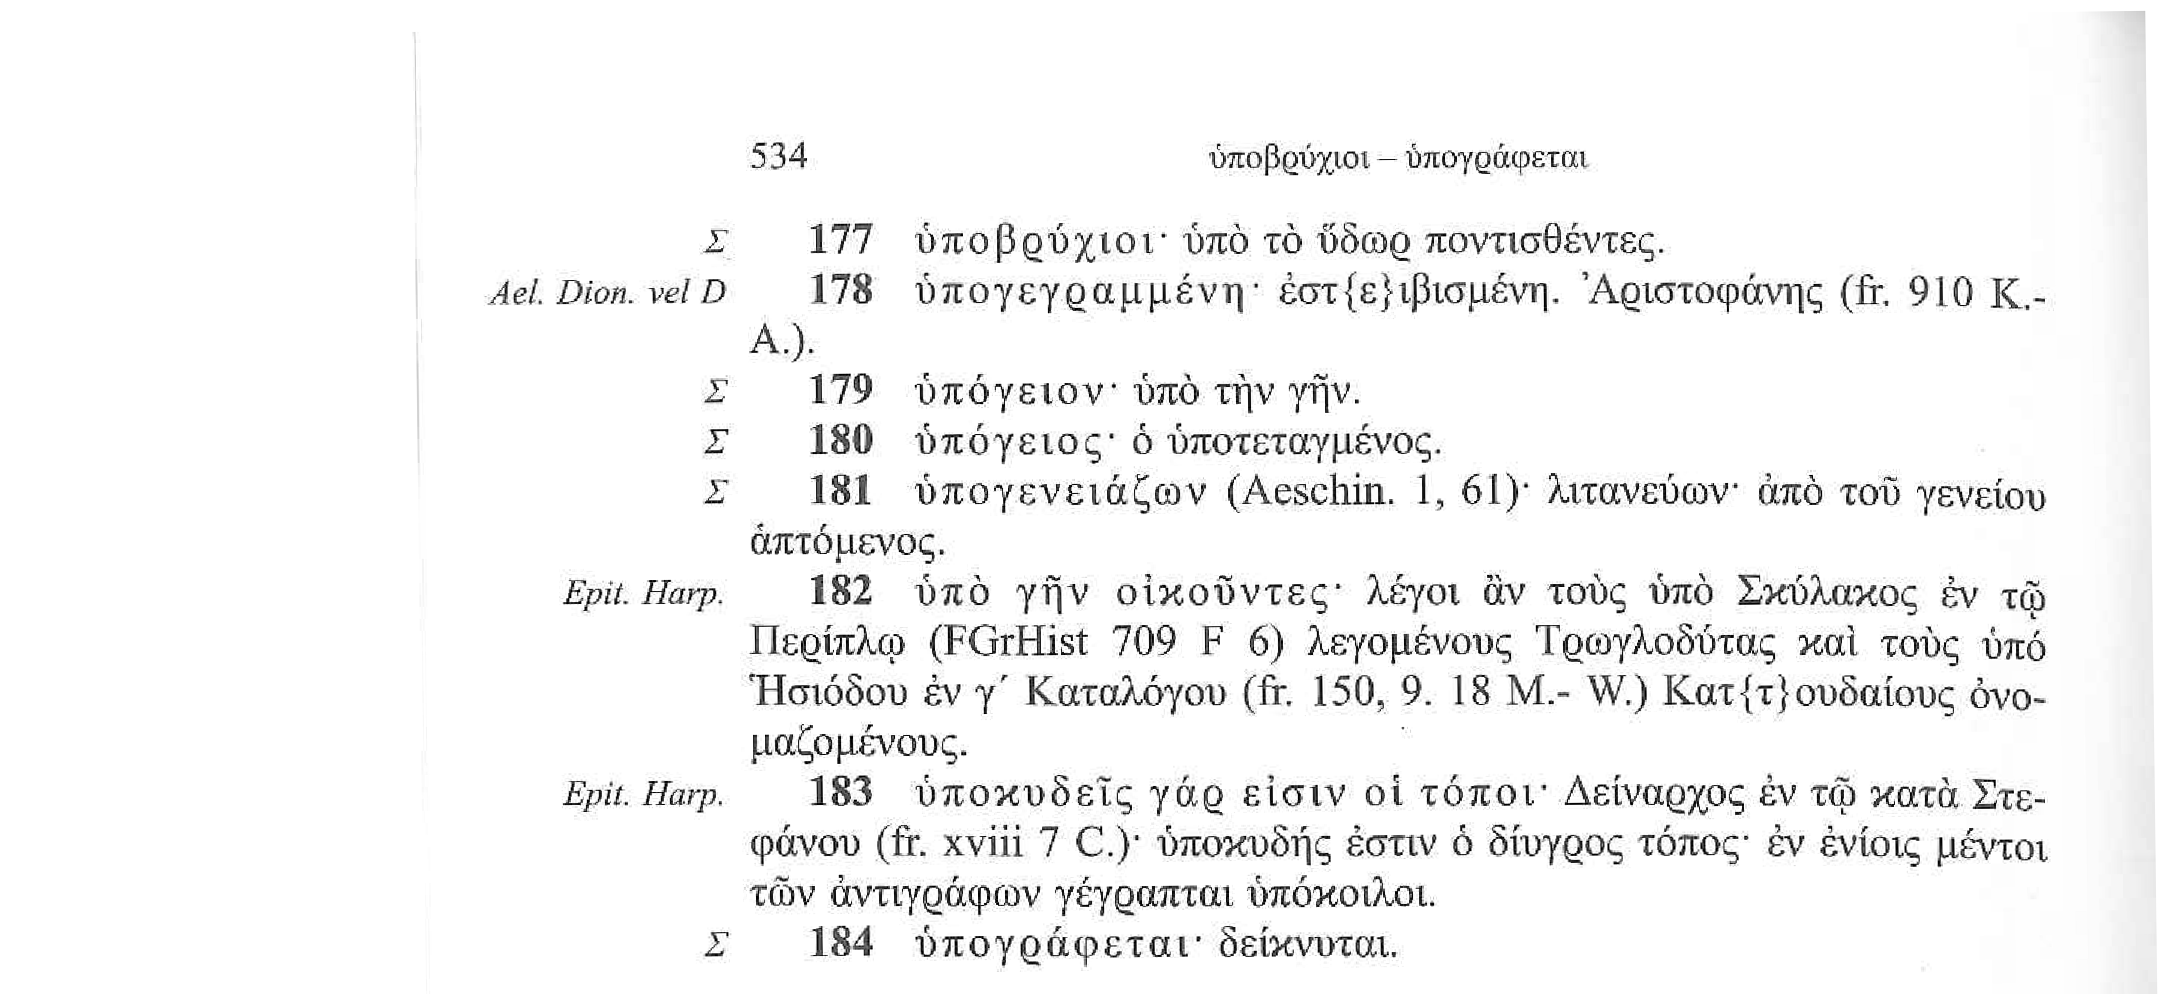 534 ὑποβρύχιοι – ὑπογράφεται
Σ 177 ὑποβρύχιοι· ὑπὸ τὸ ὕδωρ ποντισθέντες.
Ael. Dion. vel D 178 ὑπογεγραμμένη· ἐστ{ε}ιβισμένη. Ἀριστοφάνης (fr. 910 K.-
A.).
Σ 179 ὑπόγειον· ὑπὸ τὴν γῆν.
Σ 180 ὑπόγειος· ὁ ὑποτεταγμένος.
Σ 181 ὑπογενειάζων (Aeschin. 1, 61)· λιτανεύων· ἀπὸ τοῦ γενείου
ἁπτόμενος.
Epit. Harp. 182 ὑπὸ γῆν οἰκοῦντες· λέγοι ἂν τοὺς ὑπὸ Σκύλακος ἐν τῷ
Περίπλῳ (FGrHist 709 F 6) λεγομένους Τρωγλοδύτας καὶ τοὺς ὑπό
Ἡσιόδου ἐν γ´ Καταλόγου (fr. 150, 9. 18 M.- W.) Κατ{τ}ουδαίους ὀνο-
μαζομένους.
Epit. Harp. 183 ὑποκυδεῖς γάρ εἰσιν οἱ τόποι· Δείναρχος ἐν τῷ κατὰ Στε-
φάνου (fr. xviii 7 C.)· ὑποκυδής ἐστιν ὁ δίυγρος τόπος· ἐν ἐνίοις μέντοι
τῶν ἀντιγράφων γέγραπται ὑπόκοιλοι.
Σ 184 ὑπογράφεται· δείκνυται.